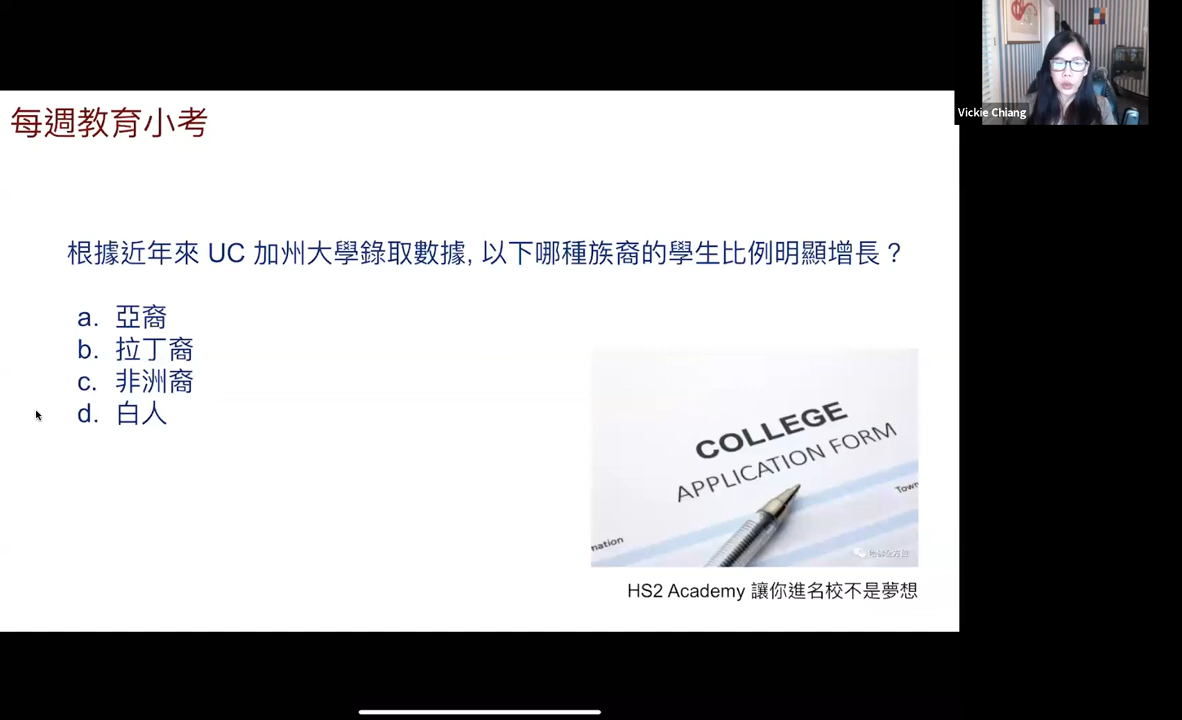 每週教育小考
Vickie Chiang
根據近年來 UC 加州大學錄取數據, 以下哪種族裔的學生比例明顯增長？
a. 亞裔
b. 拉丁裔
c. 非洲裔
d. 白人
COLLEGE
APPLICATION FORM
Town
mation
HS2 Academy 讓你進名校不是夢想